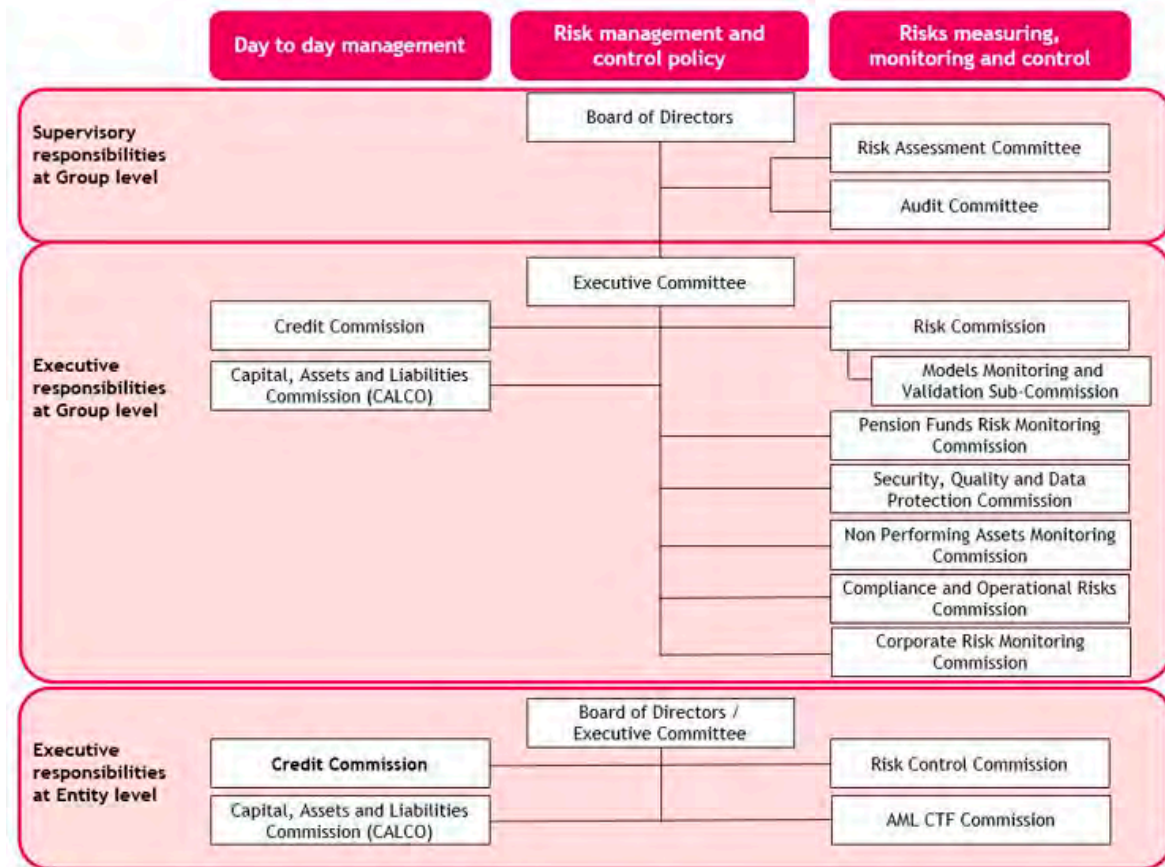 Day to day management
Risk management and
control policy
Risks measuring,
monitoring and control
Supervisory
responsibilities
at Group level
Board of Directors
Risk Assessment Committee
Audit Committee
Executive
responsibilities
at Group level
Executive Committee
Credit Commission
Risk Commission
Capital, Assets and Liabilities
Commission (CALCO)
Models Monitoring and
Validation Sub-Commission
Pension Funds Risk Monitoring
Commission
Security, Quality and Data
Protection Commission
Non Performing Assets Monitoring
Commission
Compliance and Operational Risks
Commission
Corporate Risk Monitoring
Commission
Executive
responsibilities
at Entity level
Board of Directors /
Executive Committee
Credit Commission
Risk Control Commission
Capital, Assets and Liabilities
Commission (CALCO)
AML CTF Commission